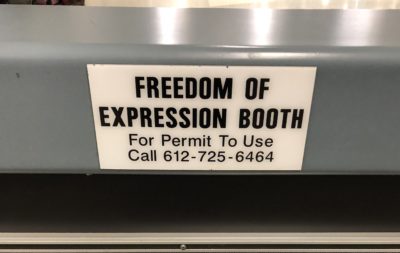 FREEDOM OF
EXPRESSION BOOTH
For Permit To Use
Call 612-725-6464